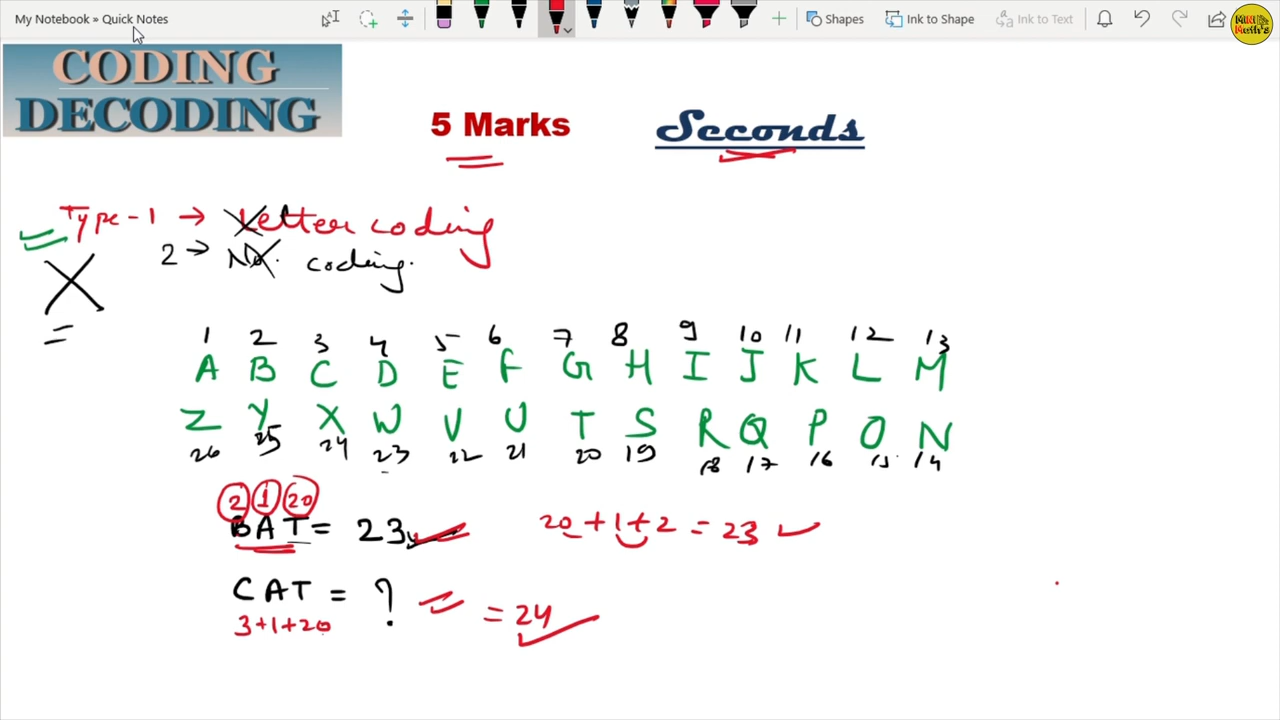 My Notebook » Quick Notes
Shapes
Ink to Shape
Ink to Text
MiRti Math's
CODING
DECODING
5 Marks
Seconds
Type-1 → Letter coding
2 → No. coding.
1 2 3 4 5 6 7 8 9 10 11 12 13
A B C D E F G H I J K L M
Z Y X W V U T S R Q P O N
26 25 24 23 22 21 20 19 18 17 16 15 14
2 1 20
BAT = 23 20+1+2 = 23
CAT = ? = 24
3+1+20